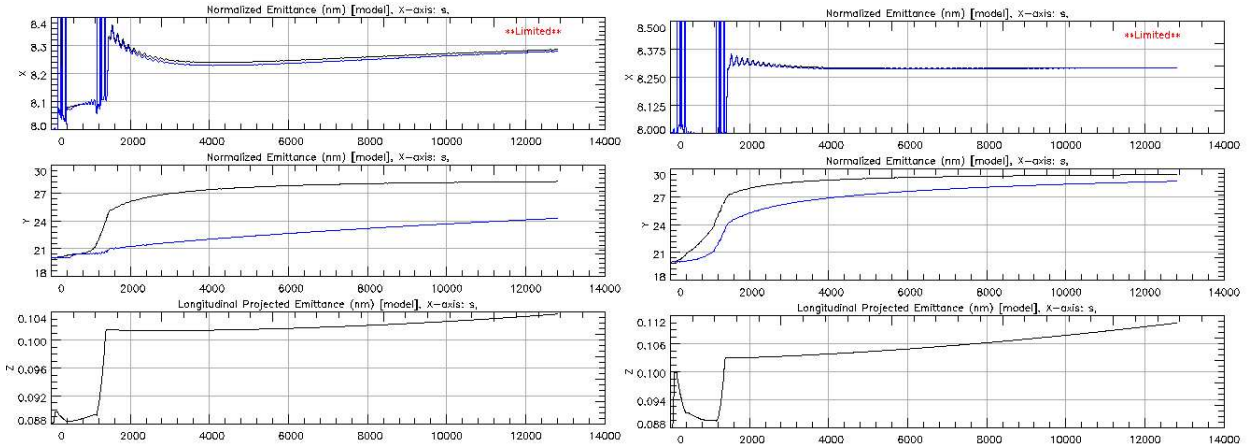 Normalized Emittance (nm) [model], X-axis: s,
8.4
8.3
8.2
8.1
8.0
X
**Limited**
0 2000 4000 6000 8000 10000 12000 14000
Normalized Emittance (nm) [model], X-axis: s,
30
27
24
21
18
Y
0 2000 4000 6000 8000 10000 12000 14000
Longitudinal Projected Emittance (nm) [model], X-axis: s,
0.104
0.100
0.096
0.092
0.088
Z
0 2000 4000 6000 8000 10000 12000 14000
Normalized Emittance (nm) [model], X-axis: s,
8.500
8.375
8.250
8.125
8.000
X
**Limited**
0 2000 4000 6000 8000 10000 12000 14000
Normalized Emittance (nm) [model], X-axis: s,
30
27
24
21
18
Y
0 2000 4000 6000 8000 10000 12000 14000
Longitudinal Projected Emittance (nm) [model], X-axis: s,
0.112
0.106
0.100
0.094
0.088
Z
0 2000 4000 6000 8000 10000 12000 14000